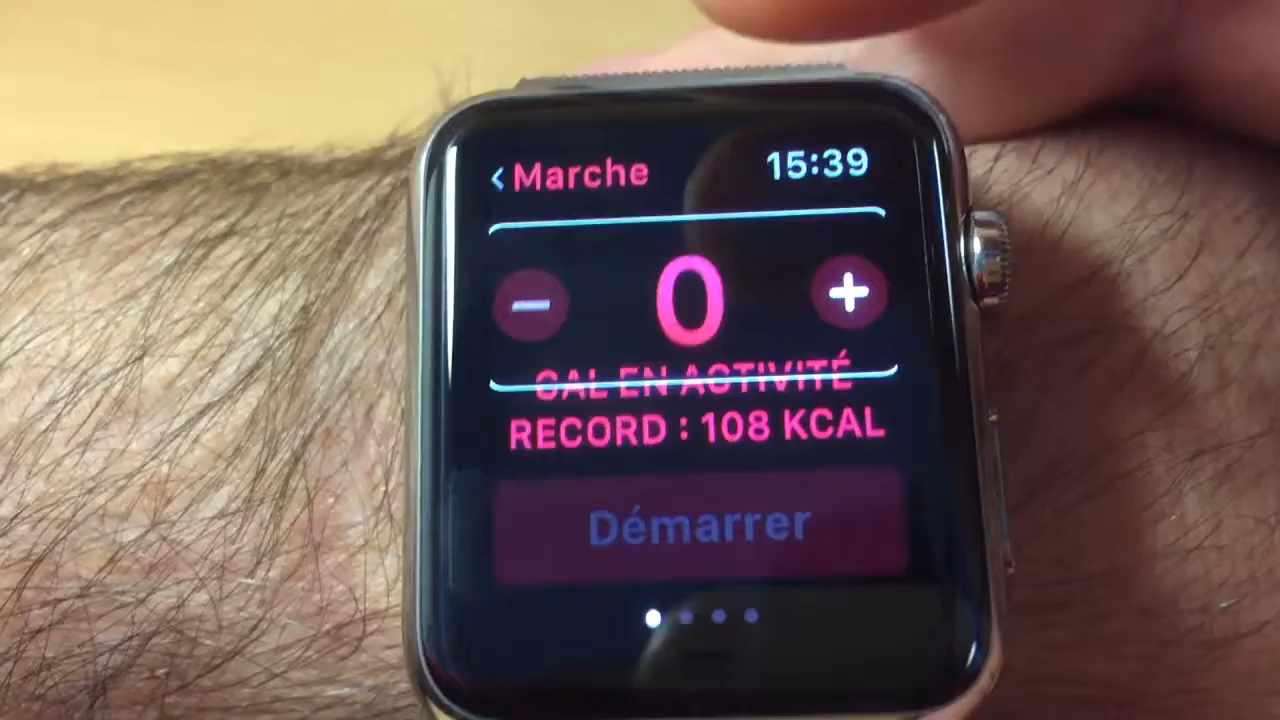 < Marche 15:39
− 0 +
CAL EN ACTIVITÉ
RECORD : 108 KCAL
Démarrer